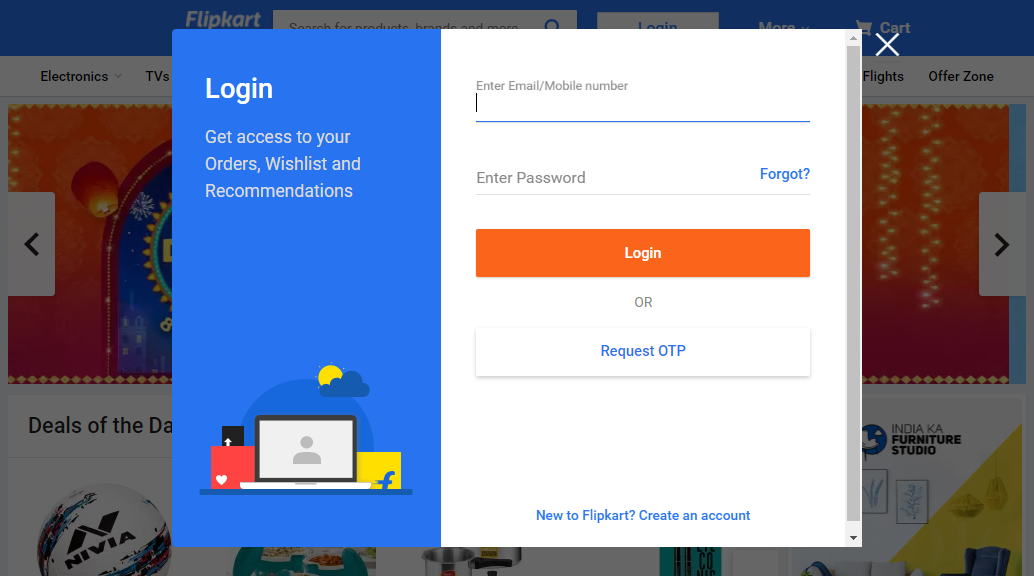 Flipkart
Search for products, brands and more
Login
More
Cart
Electronics
TVs
Flights
Offer Zone
Login
Get access to your
Orders, Wishlist and
Recommendations
Enter Email/Mobile number
Enter Password
Forgot?
Login
OR
Request OTP
New to Flipkart? Create an account
Deals of the Da
INDIA KA
FURNITURE
STUDIO
NIVIA